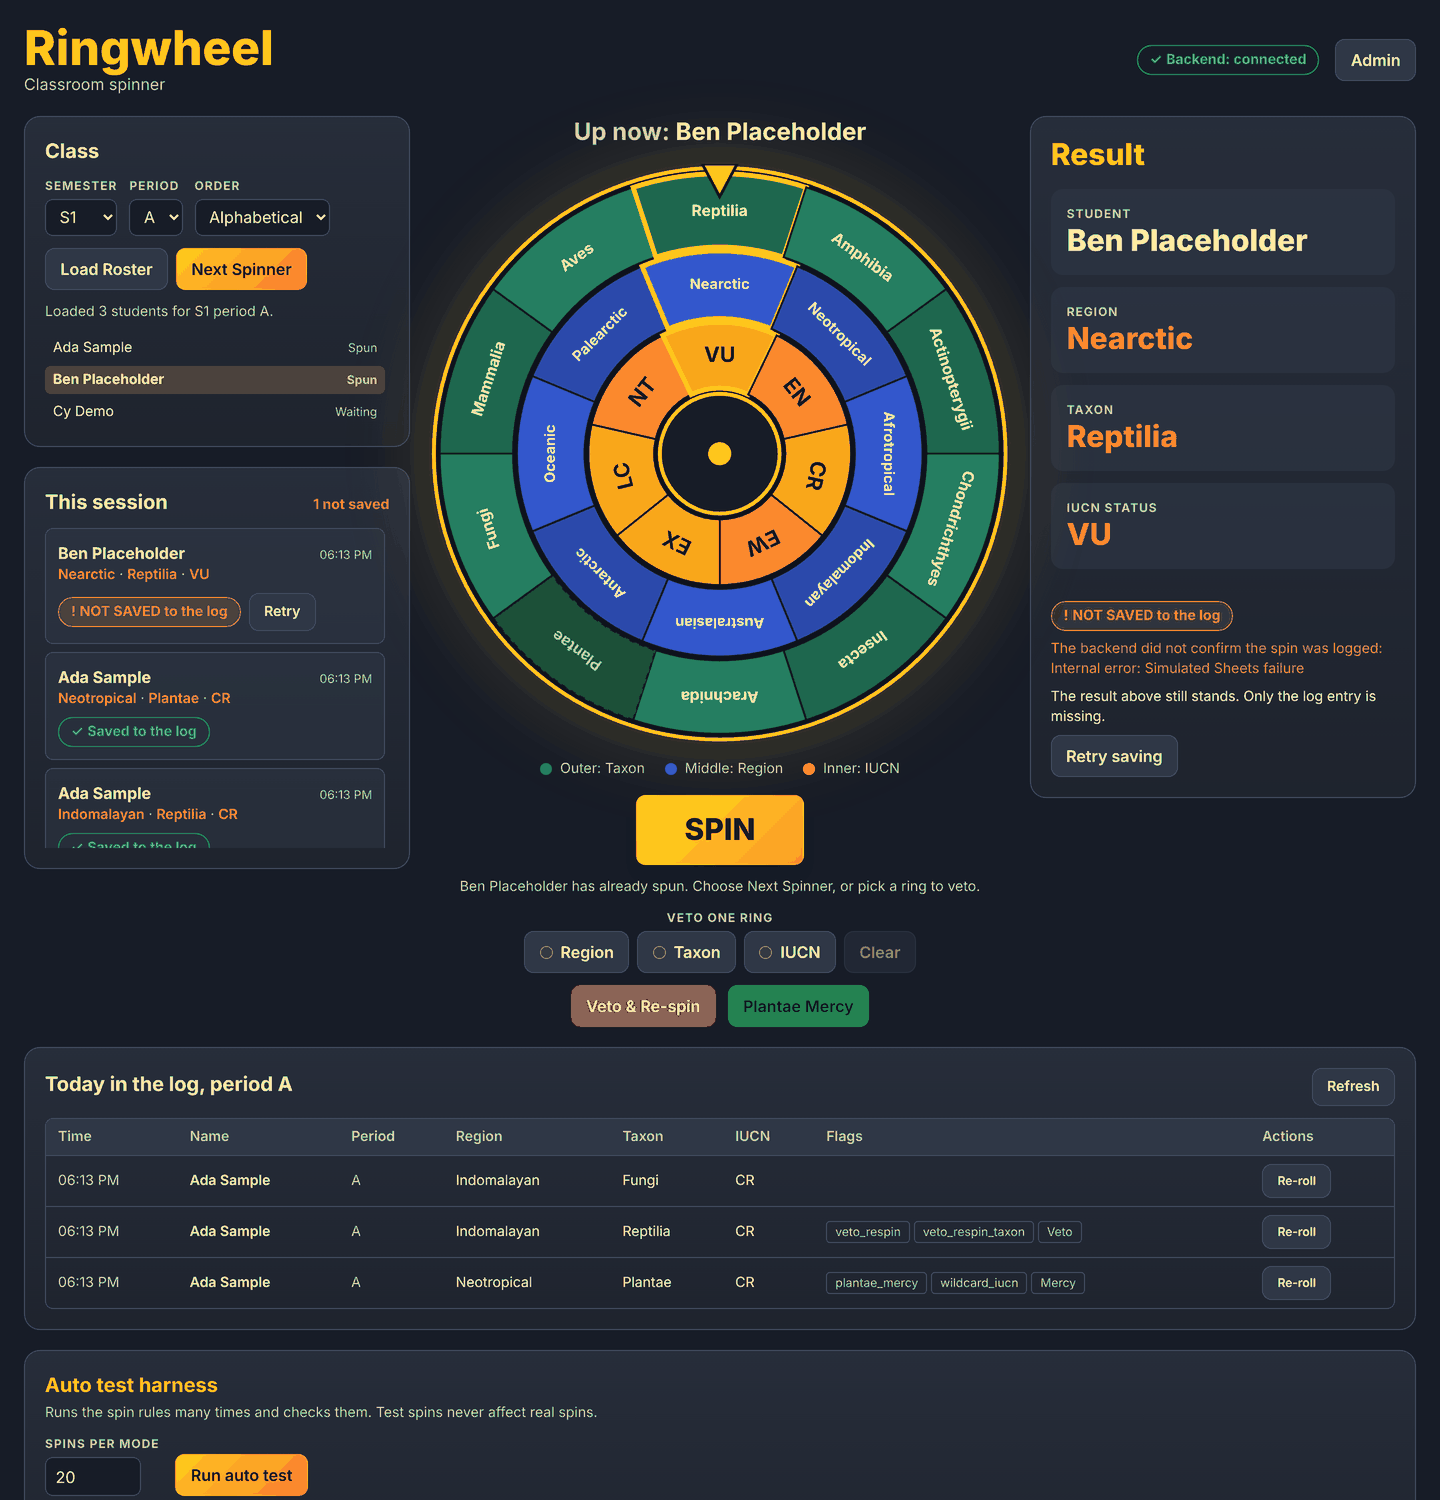 Ringwheel
Classroom spinner
✓ Backend: connected
Admin
Class
SEMESTER PERIOD ORDER
S1 A Alphabetical
Load Roster Next Spinner
Loaded 3 students for S1 period A.
Ada Sample Spun
Ben Placeholder Spun
Cy Demo Waiting
This session 1 not saved
Ben Placeholder 06:13 PM
Nearctic · Reptilia · VU
! NOT SAVED to the log Retry
Ada Sample 06:13 PM
Neotropical · Plantae · CR
✓ Saved to the log
Ada Sample 06:13 PM
Indomalayan · Reptilia · CR
✓ Saved to the log
Up now: Ben Placeholder
Reptilia
Amphibia
Actinopterygii
Chondrichthyes
Insecta
Arachnida
Plantae
Fungi
Mammalia
Aves
Nearctic
Neotropical
Afrotropical
Indomalayan
Australasian
Antarctic
Oceanic
Palearctic
VU
EN
CR
EW
EX
LC
NT
Outer: Taxon Middle: Region Inner: IUCN
SPIN
Ben Placeholder has already spun. Choose Next Spinner, or pick a ring to veto.
VETO ONE RING
Region Taxon IUCN Clear
Veto & Re-spin Plantae Mercy
Result
STUDENT
Ben Placeholder
REGION
Nearctic
TAXON
Reptilia
IUCN STATUS
VU
! NOT SAVED to the log
The backend did not confirm the spin was logged:
Internal error: Simulated Sheets failure
The result above still stands. Only the log entry is
missing.
Retry saving
Today in the log, period A Refresh
Time Name Period Region Taxon IUCN Flags Actions
06:13 PM Ada Sample A Indomalayan Fungi CR Re-roll
06:13 PM Ada Sample A Indomalayan Reptilia CR veto_respin veto_respin_taxon Veto Re-roll
06:13 PM Ada Sample A Neotropical Plantae CR plantae_mercy wildcard_iucn Mercy Re-roll
Auto test harness
Runs the spin rules many times and checks them. Test spins never affect real spins.
SPINS PER MODE
20 Run auto test